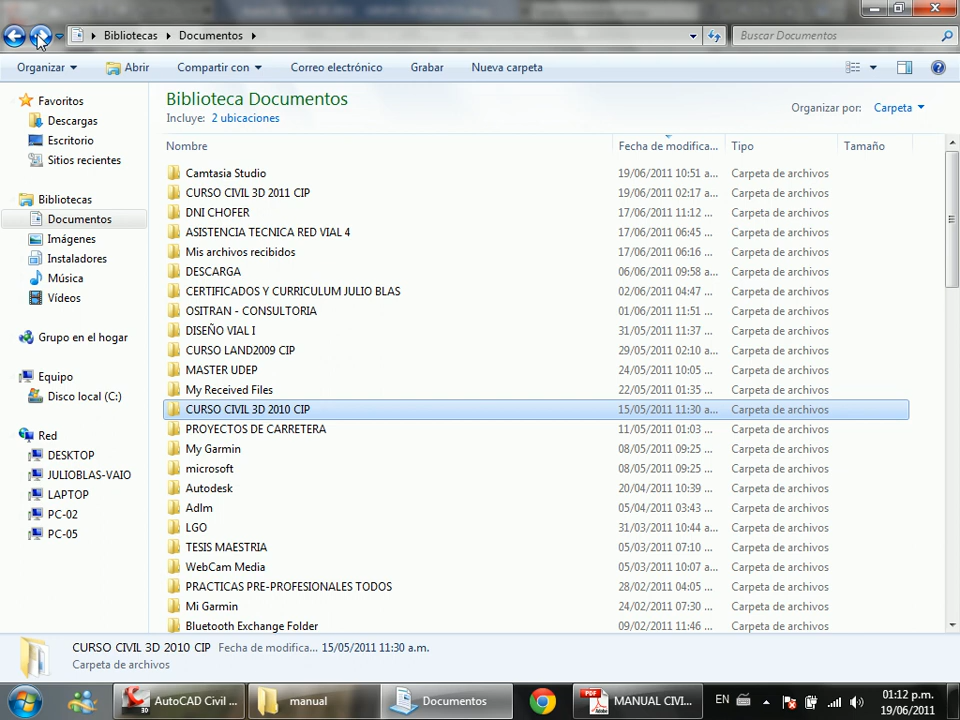 Bibliotecas Documentos
Buscar Documentos
Organizar Abrir Compartir con Correo electrónico Grabar Nueva carpeta
Favoritos
Descargas
Escritorio
Sitios recientes
Bibliotecas
Documentos
Imágenes
Instaladores
Música
Vídeos
Grupo en el hogar
Equipo
Disco local (C:)
Red
DESKTOP
JULIOBLAS-VAIO
LAPTOP
PC-02
PC-05
Biblioteca Documentos
Incluye: 2 ubicaciones
Organizar por: Carpeta
Nombre Fecha de modifica... Tipo Tamaño
Camtasia Studio 19/06/2011 10:51 a... Carpeta de archivos
CURSO CIVIL 3D 2011 CIP 19/06/2011 02:17 a... Carpeta de archivos
DNI CHOFER 17/06/2011 11:12 ... Carpeta de archivos
ASISTENCIA TECNICA RED VIAL 4 17/06/2011 06:45 ... Carpeta de archivos
Mis archivos recibidos 17/06/2011 06:16 ... Carpeta de archivos
DESCARGA 06/06/2011 09:58 a... Carpeta de archivos
CERTIFICADOS Y CURRICULUM JULIO BLAS 02/06/2011 04:47 ... Carpeta de archivos
OSITRAN - CONSULTORIA 01/06/2011 11:51 ... Carpeta de archivos
DISEÑO VIAL I 31/05/2011 11:37 ... Carpeta de archivos
CURSO LAND2009 CIP 29/05/2011 02:10 a... Carpeta de archivos
MASTER UDEP 24/05/2011 10:05 ... Carpeta de archivos
My Received Files 22/05/2011 01:35 ... Carpeta de archivos
CURSO CIVIL 3D 2010 CIP 15/05/2011 11:30 a... Carpeta de archivos
PROYECTOS DE CARRETERA 11/05/2011 01:03 ... Carpeta de archivos
My Garmin 08/05/2011 09:25 ... Carpeta de archivos
microsoft 08/05/2011 09:25 ... Carpeta de archivos
Autodesk 20/04/2011 10:39 ... Carpeta de archivos
Adlm 05/04/2011 03:43 ... Carpeta de archivos
LGO 31/03/2011 10:44 a... Carpeta de archivos
TESIS MAESTRIA 05/03/2011 07:10 ... Carpeta de archivos
WebCam Media 05/03/2011 10:07 a... Carpeta de archivos
PRACTICAS PRE-PROFESIONALES TODOS 28/02/2011 04:05 ... Carpeta de archivos
Mi Garmin 24/02/2011 07:30 ... Carpeta de archivos
Bluetooth Exchange Folder 09/02/2011 11:46 ... Carpeta de archivos
CURSO CIVIL 3D 2010 CIP Fecha de modifica... 15/05/2011 11:30 a.m.
Carpeta de archivos
AutoCAD Civil ... manual Documentos MANUAL CIVI... EN 01:12 p.m.
19/06/2011